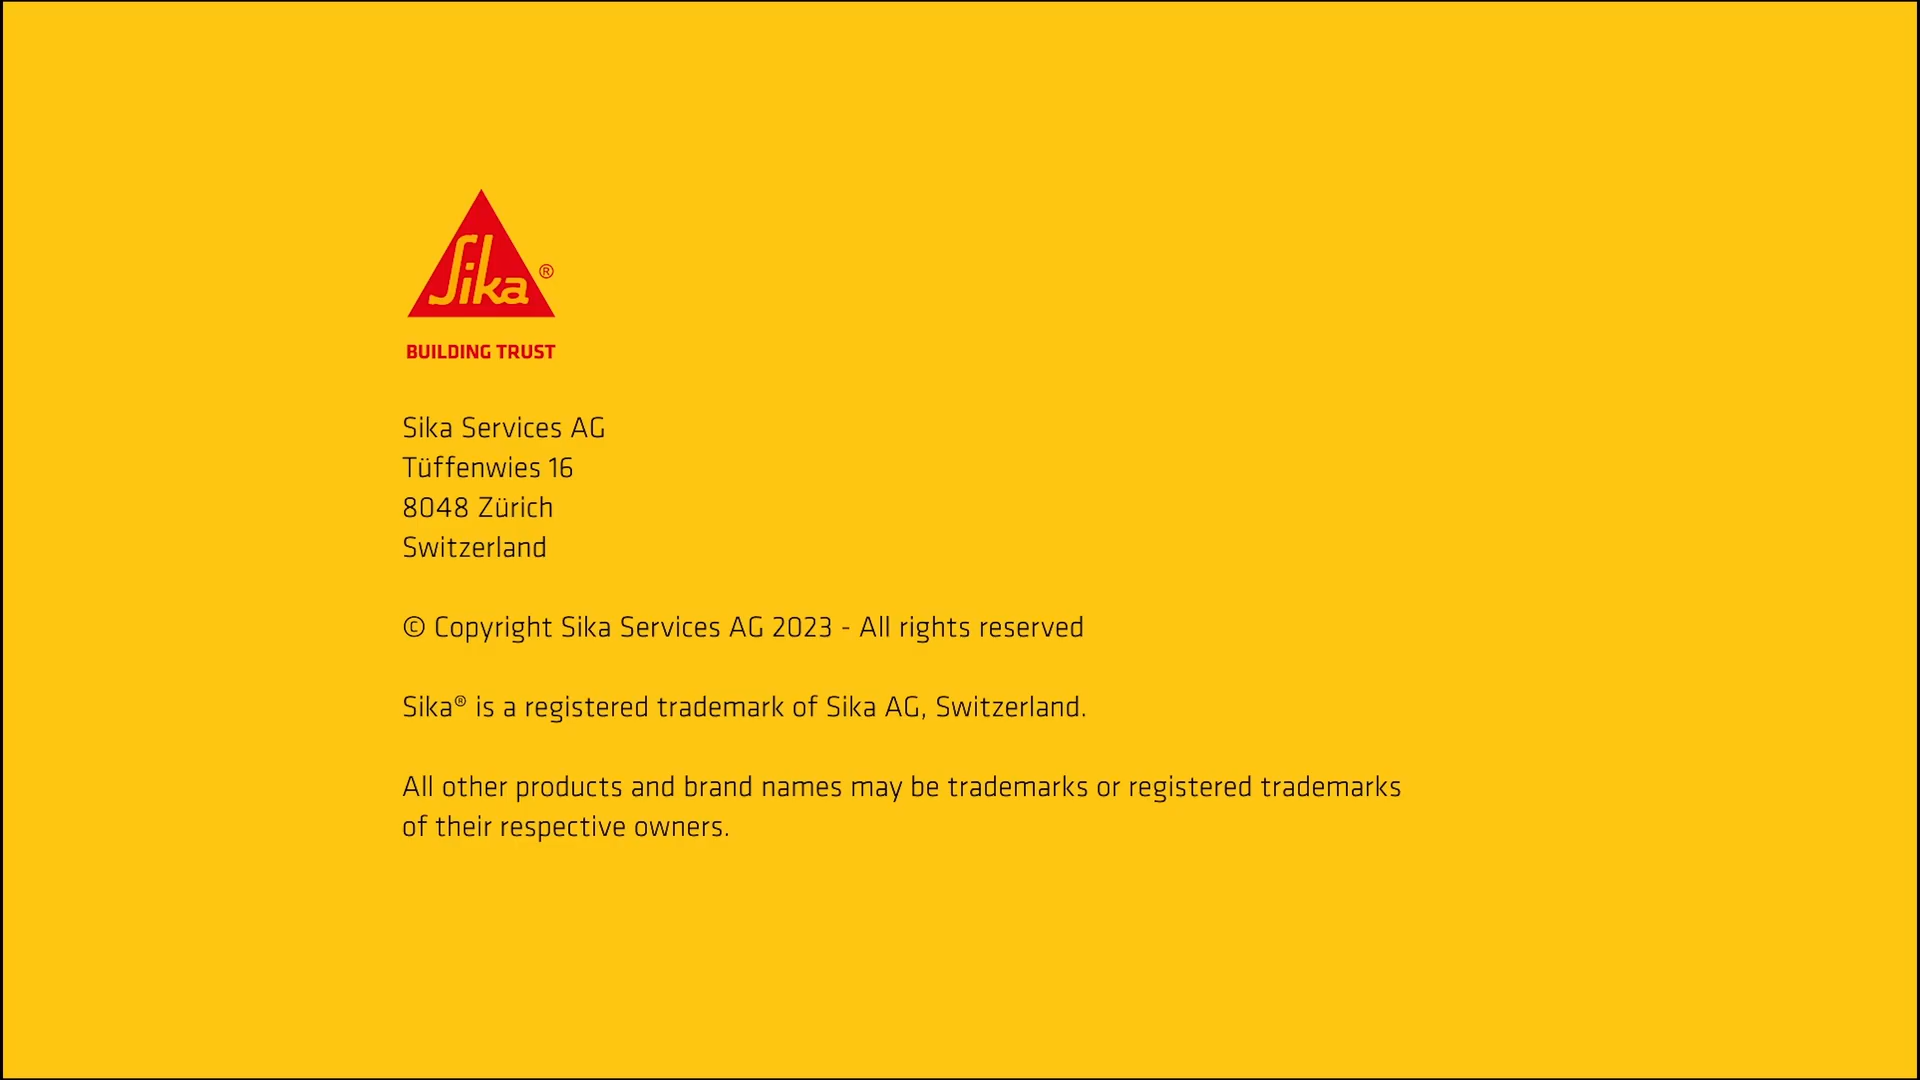 Sika®
BUILDING TRUST
Sika Services AG
Tüffenwies 16
8048 Zürich
Switzerland
© Copyright Sika Services AG 2023 - All rights reserved
Sika® is a registered trademark of Sika AG, Switzerland.
All other products and brand names may be trademarks or registered trademarks
of their respective owners.